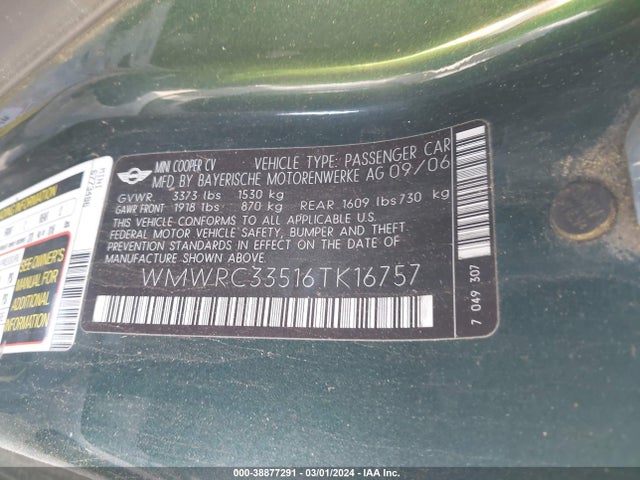 MINI COOPER CV VEHICLE TYPE: PASSENGER CAR
MFD BY BAYERISCHE MOTORENWERKE AG 09/06
GVWR 3373 lbs 1530 kg
GAWR FRONT 1918 lbs 870 kg REAR 1609 lbs 730 kg
THIS VEHICLE CONFORMS TO ALL APPLICABLE US
FEDERAL MOTOR VEHICLE SAFETY, BUMPER AND THEFT
PREVENTION STANDARDS IN EFFECT ON THE DATE OF
MANUFACTURE SHOWN ABOVE
WMWRC33516TK16757
7 049 307
SEE OWNER'S
MANUAL FOR
ADDITIONAL
INFORMATION
000-38877291 - 03/01/2024 - IAA Inc.